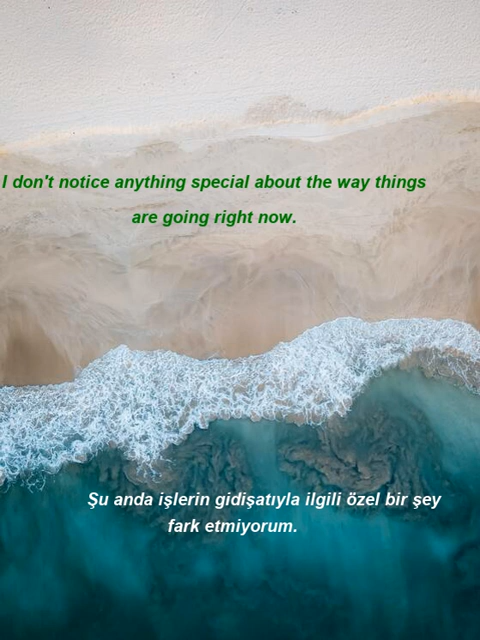 I don't notice anything special about the way things
are going right now.
Şu anda işlerin gidişatıyla ilgili özel bir şey
fark etmiyorum.